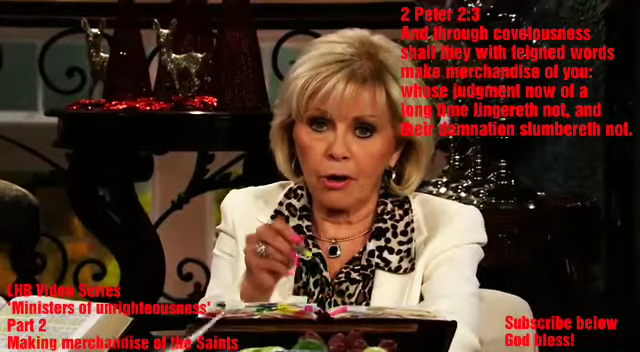 2 Peter 2:3
And through covetousness
shall they with feigned words
make merchandise of you:
whose judgment now of a
long time lingereth not, and
their damnation slumbereth not.
LHB Video Series
'Ministers of unrighteousness'
Part 2
Making merchandise of the Saints
Subscribe below
God bless!